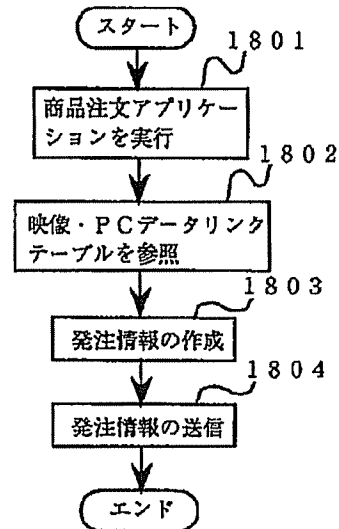 スタート
1801
商品注文アプリケー
ションを実行
1802
映像・PCデータリンク
テーブルを参照
1803
発注情報の作成
1804
発注情報の送信
エンド